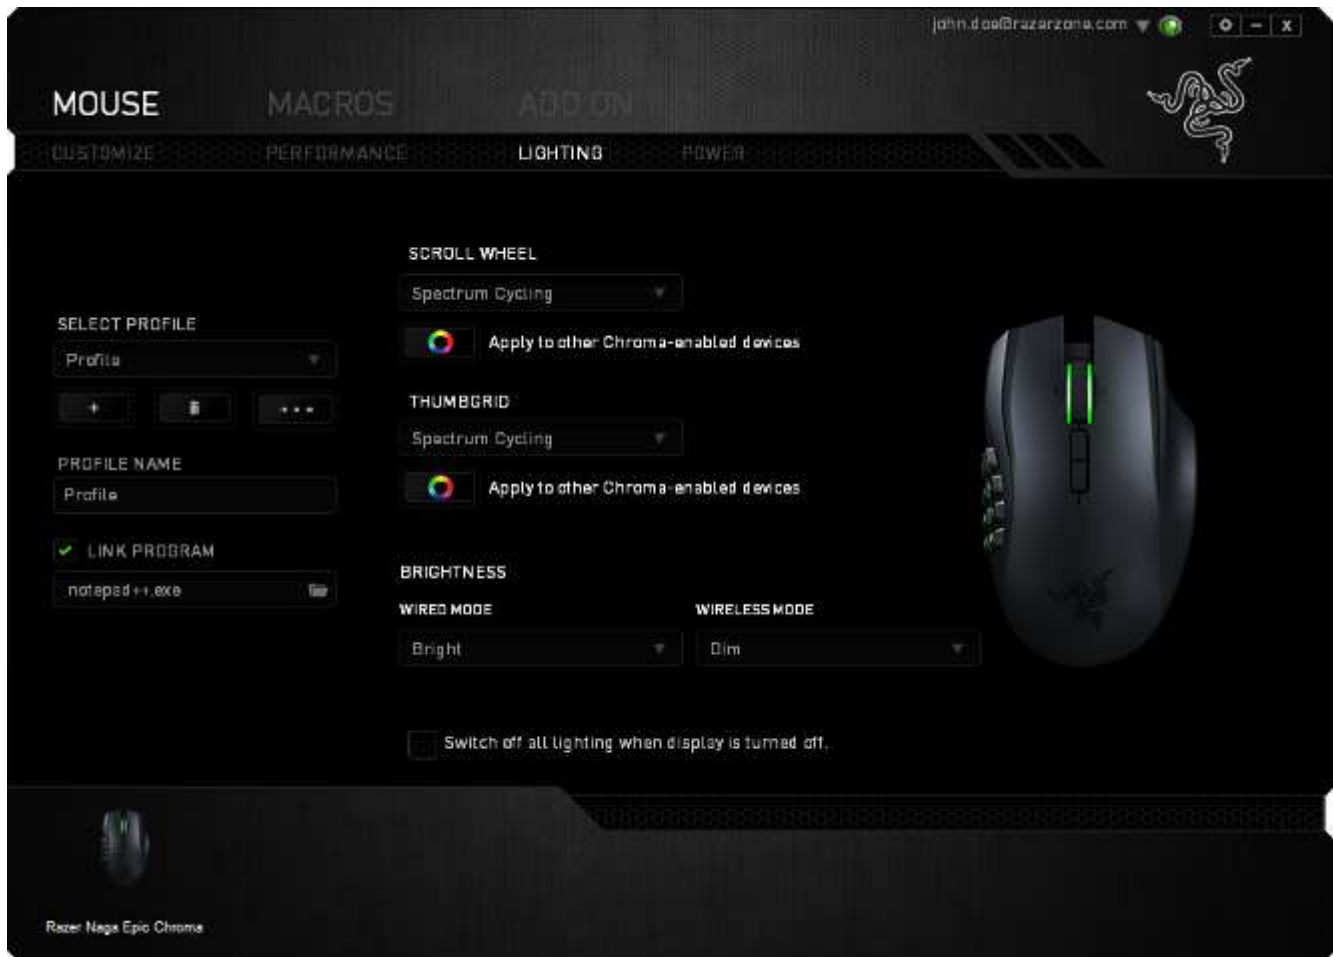 john.doe@razerzone.com
MOUSE MACROS ADD ON
CUSTOMIZE PERFORMANCE LIGHTING POWER
SCROLL WHEEL
Spectrum Cycling
Apply to other Chroma-enabled devices
SELECT PROFILE
Profile
THUMBGRID
Spectrum Cycling
Apply to other Chroma-enabled devices
PROFILE NAME
Profile
LINK PROGRAM
notepad++.exe
BRIGHTNESS
WIRED MODE WIRELESS MODE
Bright Dim
Switch off all lighting when display is turned off.
Razer Naga Epic Chroma